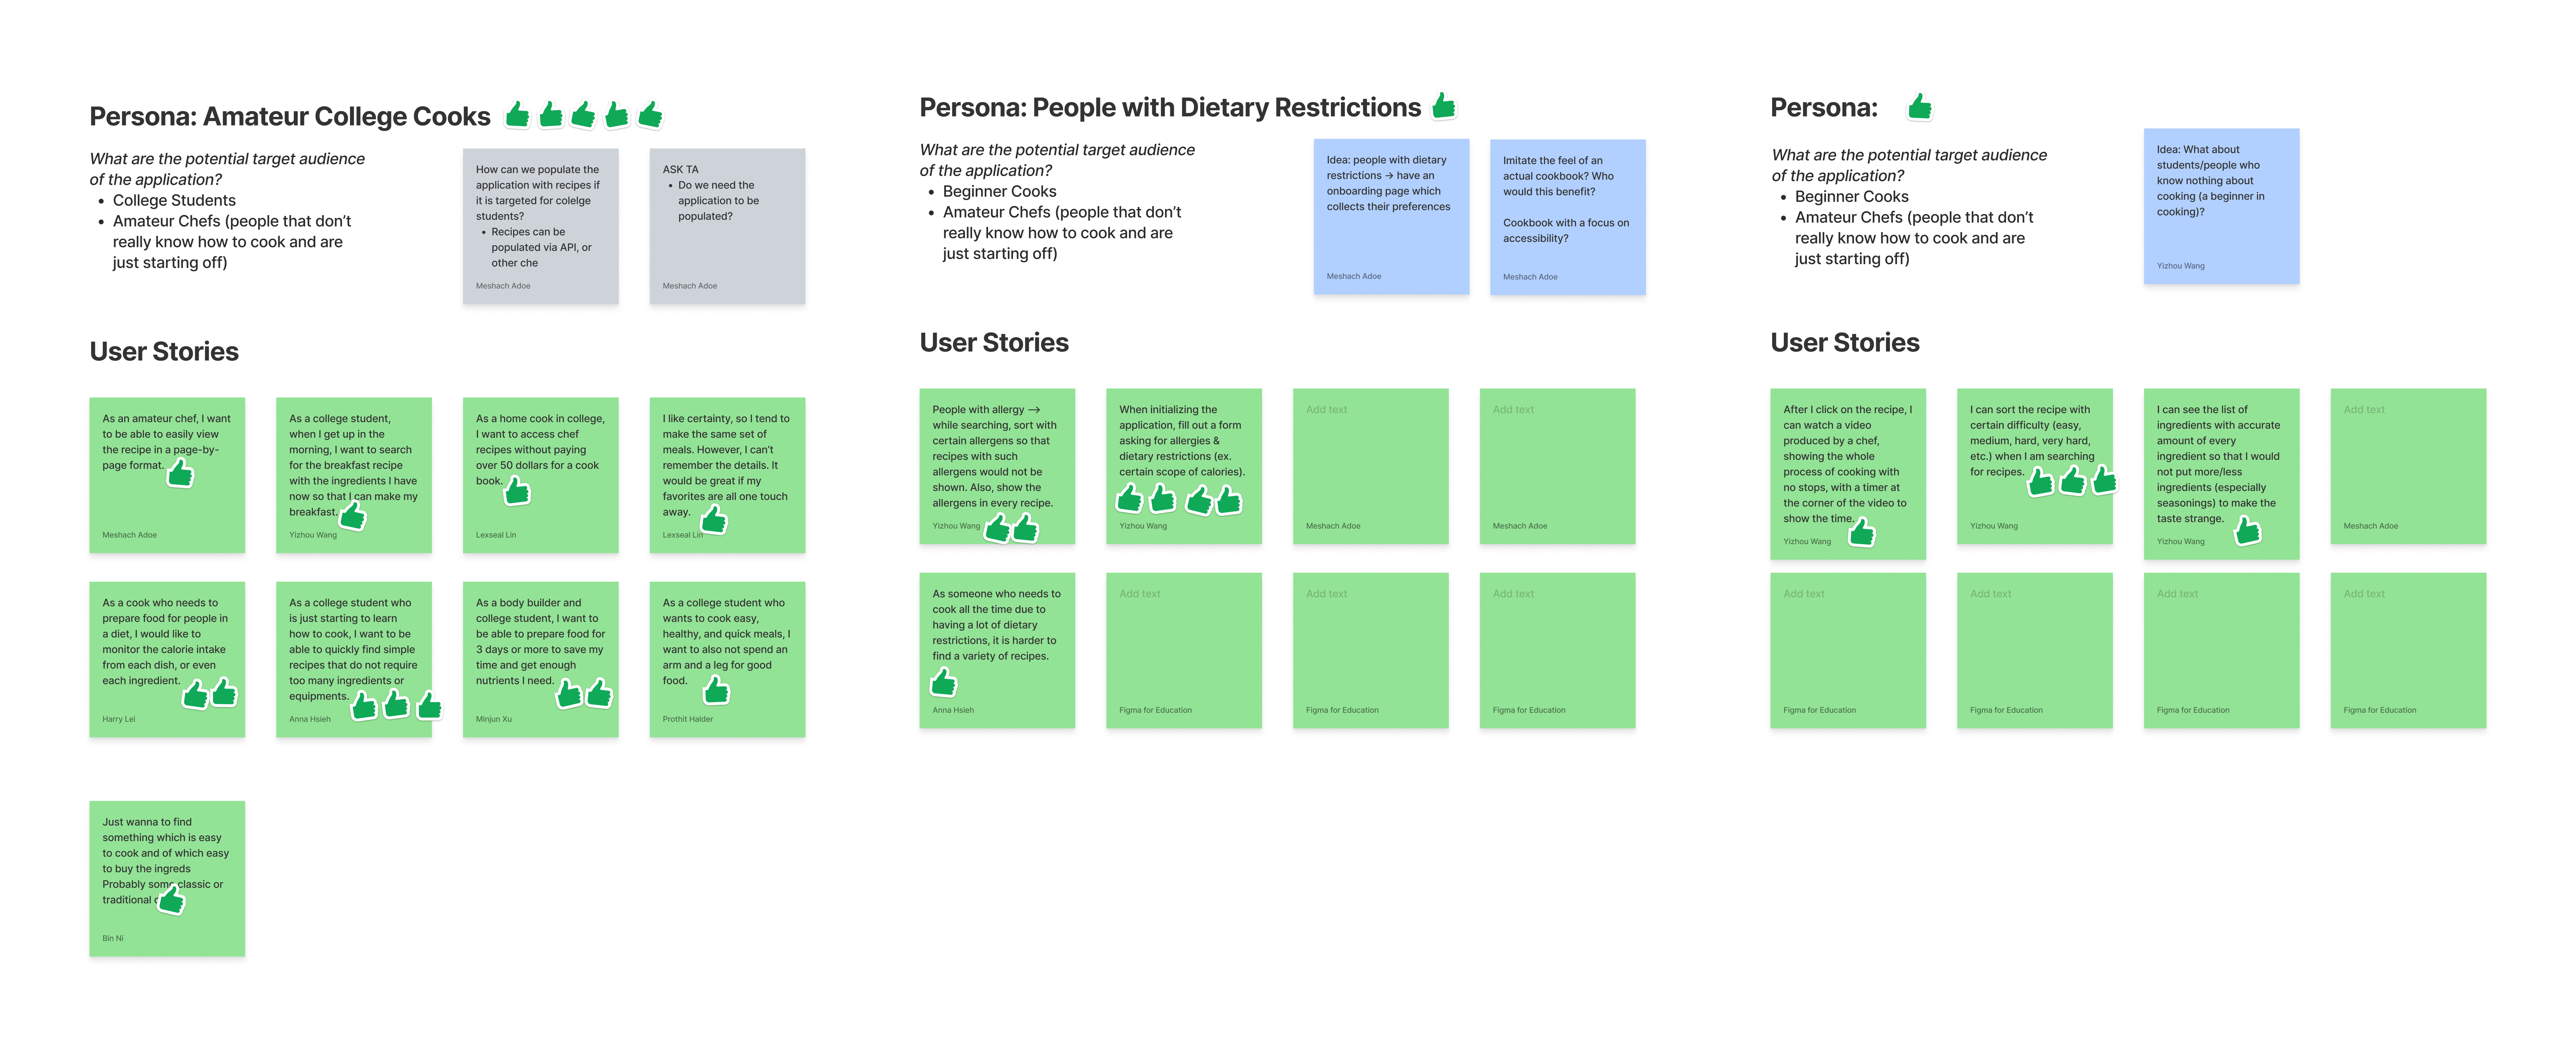 Persona: Amateur College Cooks
What are the potential target audience
of the application?
• College Students
• Amateur Chefs (people that don't
really know how to cook and are
just starting off)
How can we populate the
application with recipes if
it is targeted for colelge
students?
• Recipes can be
populated via API, or
other che
Meshach Adoe
ASK TA
• Do we need the
application to be
populated?
Meshach Adoe
User Stories
As an amateur chef, I want
to be able to easily view
the recipe in a page-by-
page format.
Meshach Adoe
As a college student,
when I get up in the
morning, I want to search
for the breakfast recipe
with the ingredients I have
now so that I can make my
breakfast.
Yizhou Wang
As a home cook in college,
I want to access chef
recipes without paying
over 50 dollars for a cook
book.
Lexseal Lin
I like certainty, so I tend to
make the same set of
meals. However, I can't
remember the details. It
would be great if my
favorites are all one touch
away.
Lexseal Lin
As a cook who needs to
prepare food for people in
a diet, I would like to
monitor the calorie intake
from each dish, or even
each ingredient.
Harry Lei
As a college student who
is just starting to learn
how to cook, I want to be
able to quickly find simple
recipes that do not require
too many ingredients or
equipments.
Anna Hsieh
As a body builder and
college student, I want to
be able to prepare food for
3 days or more to save my
time and get enough
nutrients I need.
Minjun Xu
As a college student who
wants to cook easy,
healthy, and quick meals, I
want to also not spend an
arm and a leg for good
food.
Prothit Halder
Just wanna to find
something which is easy
to cook and of which easy
to buy the ingreds
Probably some classic or
traditional
Bin Ni
Persona: People with Dietary Restrictions
What are the potential target audience
of the application?
• Beginner Cooks
• Amateur Chefs (people that don't
really know how to cook and are
just starting off)
Idea: people with dietary
restrictions → have an
onboarding page which
collects their preferences
Meshach Adoe
Imitate the feel of an
actual cookbook? Who
would this benefit?
Cookbook with a focus on
accessibility?
Meshach Adoe
User Stories
People with allergy —>
while searching, sort with
certain allergens so that
recipes with such
allergens would not be
shown. Also, show the
allergens in every recipe.
Yizhou Wang
When initializing the
application, fill out a form
asking for allergies &
dietary restrictions (ex.
certain scope of calories).
Yizhou Wang
Add text
Meshach Adoe
Add text
Meshach Adoe
As someone who needs to
cook all the time due to
having a lot of dietary
restrictions, it is harder to
find a variety of recipes.
Anna Hsieh
Add text
Figma for Education
Add text
Figma for Education
Add text
Figma for Education
Persona:
What are the potential target audience
of the application?
• Beginner Cooks
• Amateur Chefs (people that don't
really know how to cook and are
just starting off)
Idea: What about
students/people who
know nothing about
cooking (a beginner in
cooking)?
Yizhou Wang
User Stories
After I click on the recipe, I
can watch a video
produced by a chef,
showing the whole
process of cooking with
no stops, with a timer at
the corner of the video to
show the time.
Yizhou Wang
I can sort the recipe with
certain difficulty (easy,
medium, hard, very hard,
etc.) when I am searching
for recipes.
Yizhou Wang
I can see the list of
ingredients with accurate
amount of every
ingredient so that I would
not put more/less
ingredients (especially
seasonings) to make the
taste strange.
Yizhou Wang
Add text
Meshach Adoe
Add text
Figma for Education
Add text
Figma for Education
Add text
Figma for Education
Add text
Figma for Education